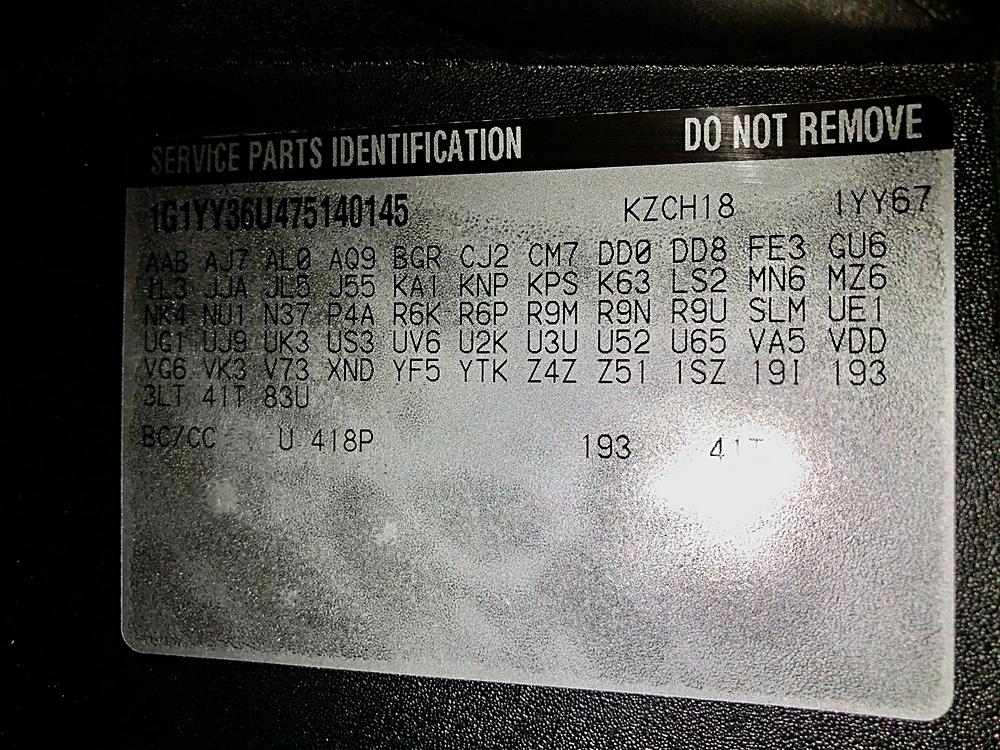 SERVICE PARTS IDENTIFICATION DO NOT REMOVE
1G1YY36U475140145 KZCH18 1YY67
AAB AJ7 AL0 AQ9 BGR CJ2 CM7 DD0 DD8 FE3 GU6
IL3 JJA JL5 J55 KA1 KNP KPS K63 LS2 MN6 MZ6
NK4 NU1 N37 P4A R6K R6P R9M R9N R9U SLM UE1
UG1 UJ9 UK3 US3 UV6 U2K U3U U52 U65 VA5 VDD
VG6 VK3 V73 XND YF5 YTK Z4Z Z51 1SZ 19I 193
3LT 41T 83U
BC/CC U 418P 193